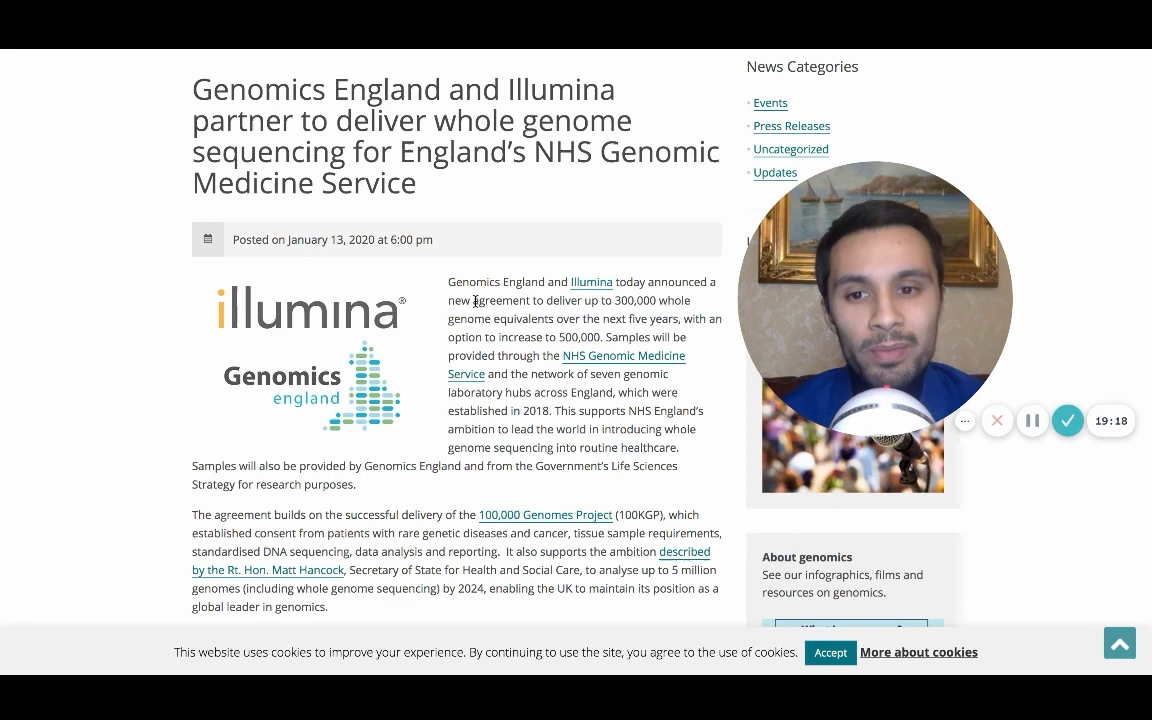 Genomics England and Illumina
partner to deliver whole genome
sequencing for England's NHS Genomic
Medicine Service
Posted on January 13, 2020 at 6:00 pm
illumına®
Genomics
england
Genomics England and Illumina today announced a
new agreement to deliver up to 300,000 whole
genome equivalents over the next five years, with an
option to increase to 500,000. Samples will be
provided through the NHS Genomic Medicine
Service and the network of seven genomic
laboratory hubs across England, which were
established in 2018. This supports NHS England's
ambition to lead the world in introducing whole
genome sequencing into routine healthcare.
Samples will also be provided by Genomics England and from the Government's Life Sciences
Strategy for research purposes.
The agreement builds on the successful delivery of the 100,000 Genomes Project (100KGP), which
established consent from patients with rare genetic diseases and cancer, tissue sample requirements,
standardised DNA sequencing, data analysis and reporting. It also supports the ambition described
by the Rt. Hon. Matt Hancock, Secretary of State for Health and Social Care, to analyse up to 5 million
genomes (including whole genome sequencing) by 2024, enabling the UK to maintain its position as a
global leader in genomics.
News Categories
Events
Press Releases
Uncategorized
Updates
19:18
About genomics
See our infographics, films and
resources on genomics.
This website uses cookies to improve your experience. By continuing to use the site, you agree to the use of cookies. Accept More about cookies